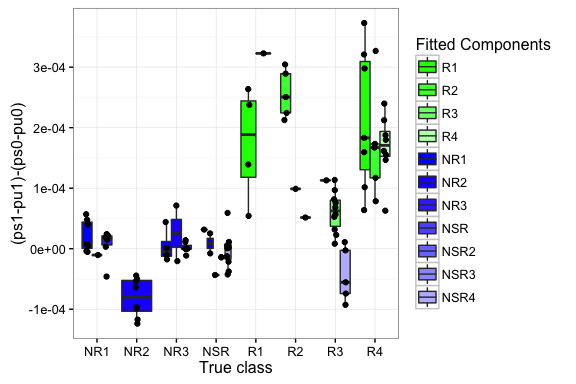 Fitted Components
R1
R2
R3
R4
NR1
NR2
NR3
NSR
NSR2
NSR3
NSR4
(ps1-pu1)-(ps0-pu0)
3e-04
2e-04
1e-04
0e+00
-1e-04
NR1 NR2 NR3 NSR R1 R2 R3 R4
True class